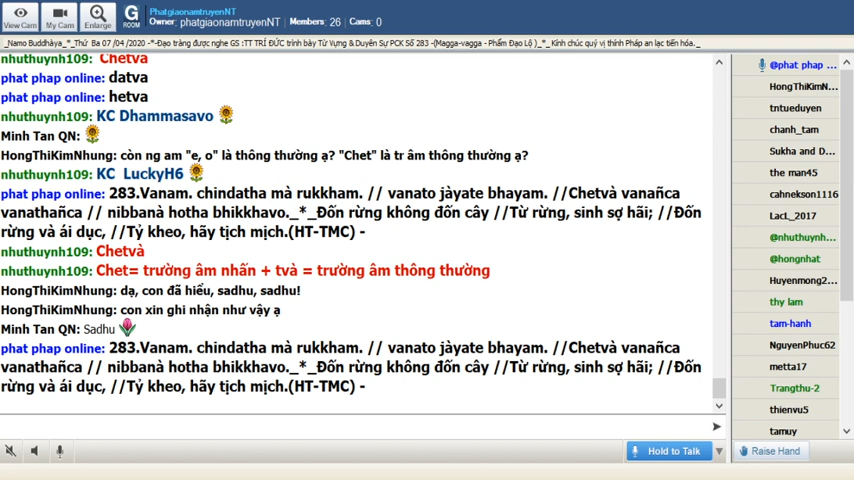 View Cam
My Cam
Enlarge
G
ROOM
PhatgiaonamtruyenNT
Owner: phatgiaonamtruyenNT | Members: 26 | Cams: 0
_Namo Buddhàya_*_Thứ Ba 07 /04 /2020 -*-Đạo tràng được nghe GS :TT TRÍ ĐỨC trình bày Từ Vựng & Duyên Sự PCK Số 283 -(Magga-vagga - Phẩm Đạo Lộ )_*_ Kính chúc quý vị thính Pháp an lạc tiến hóa._
nhuthuynh109: Chetva
phat phap online: datva
phat phap online: hetva
nhuthuynh109: KC Dhammasavo
Minh Tan QN:
HongThiKimNhung: còn ng am "e, o" là thông thường ạ? "Chet" là tr âm thông thường ạ?
nhuthuynh109: KC LuckyH6
phat phap online: 283.Vanam. chindatha mà rukkham. // vanato jàyate bhayam. //Chetvà vanañca
vanathañca // nibbanà hotha bhikkhavo._*_Đốn rừng không đốn cây //Từ rừng, sinh sợ hãi; //Đốn
rừng và ái dục, //Tỷ kheo, hãy tịch mịch.(HT-TMC) -
nhuthuynh109: Chetvà
nhuthuynh109: Chet= trường âm nhấn + tvà = trường âm thông thường
HongThiKimNhung: dạ, con đã hiểu, sadhu, sadhu!
HongThiKimNhung: con xin ghi nhận như vậy ạ
Minh Tan QN: Sadhu
phat phap online: 283.Vanam. chindatha mà rukkham. // vanato jàyate bhayam. //Chetvà vanañca
vanathañca // nibbanà hotha bhikkhavo._*_Đốn rừng không đốn cây //Từ rừng, sinh sợ hãi; //Đốn
rừng và ái dục, //Tỷ kheo, hãy tịch mịch.(HT-TMC) -
@phat phap ...
HongThiKimN...
tntueduyen
chanh_tam
Sukha and D...
the man45
cahnekson1116
LacL_2017
@nhuthuynh...
@hongnhat
Huyenmong2...
thy lam
tam-hanh
NguyenPhuc62
metta17
Trangthu-2
thienvu5
tamuy
Hold to Talk
Raise Hand